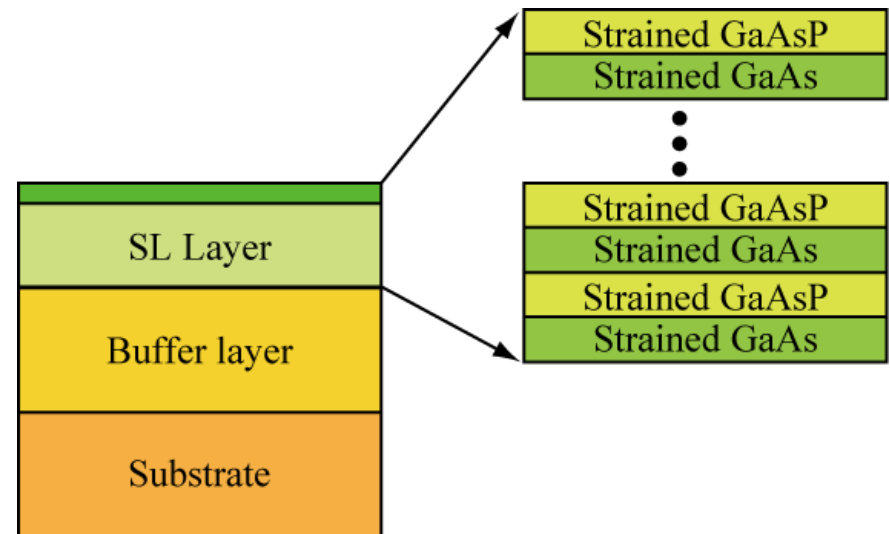 Strained GaAsP
Strained GaAs
Strained GaAsP
Strained GaAs
Strained GaAsP
Strained GaAs
SL Layer
Buffer layer
Substrate